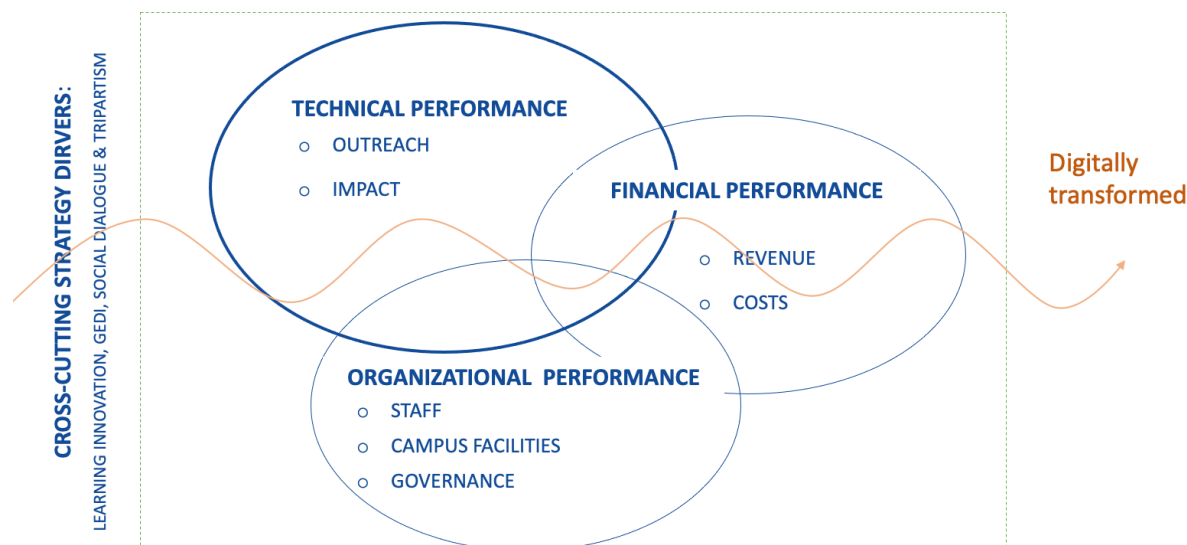 CROSS-CUTTING STRATEGY DIRVERS:
LEARNING INNOVATION, GEDI, SOCIAL DIALOGUE & TRIPARTISM
TECHNICAL PERFORMANCE
○ OUTREACH
○ IMPACT
FINANCIAL PERFORMANCE
○ REVENUE
○ COSTS
ORGANIZATIONAL PERFORMANCE
○ STAFF
○ CAMPUS FACILITIES
○ GOVERNANCE
Digitally
transformed